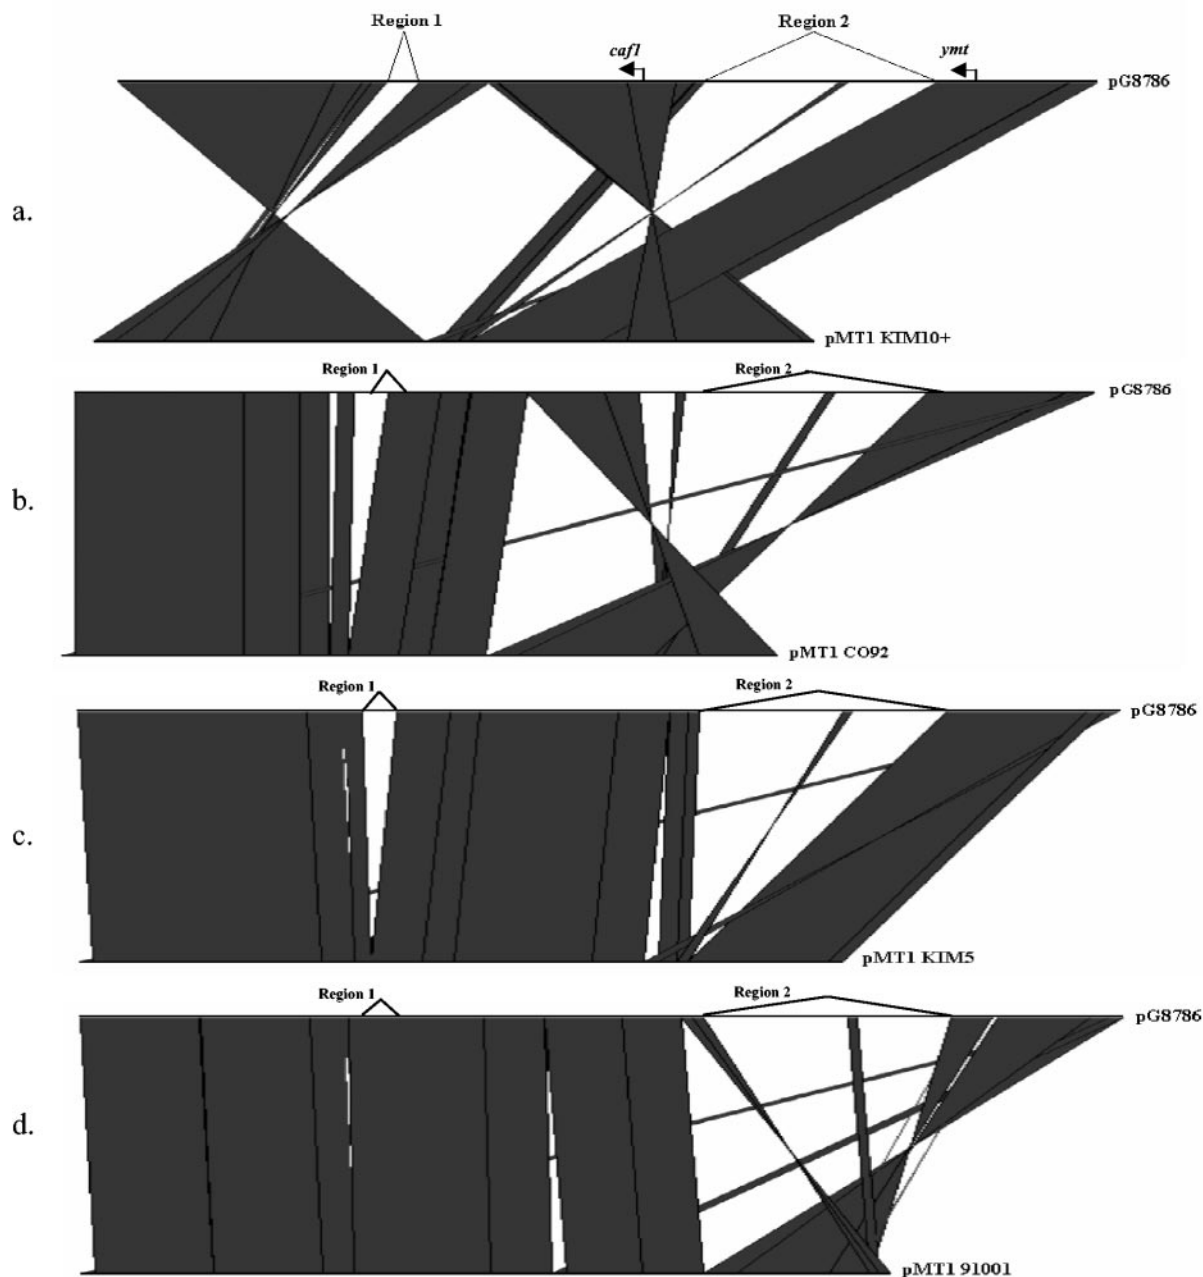 Region 1
Region 2
caf1
ymt
pG8786
a.
pMT1 KIM10+
Region 1
Region 2
pG8786
b.
pMT1 CO92
Region 1
Region 2
pG8786
c.
pMT1 KIM5
Region 1
Region 2
pG8786
d.
pMT1 91001